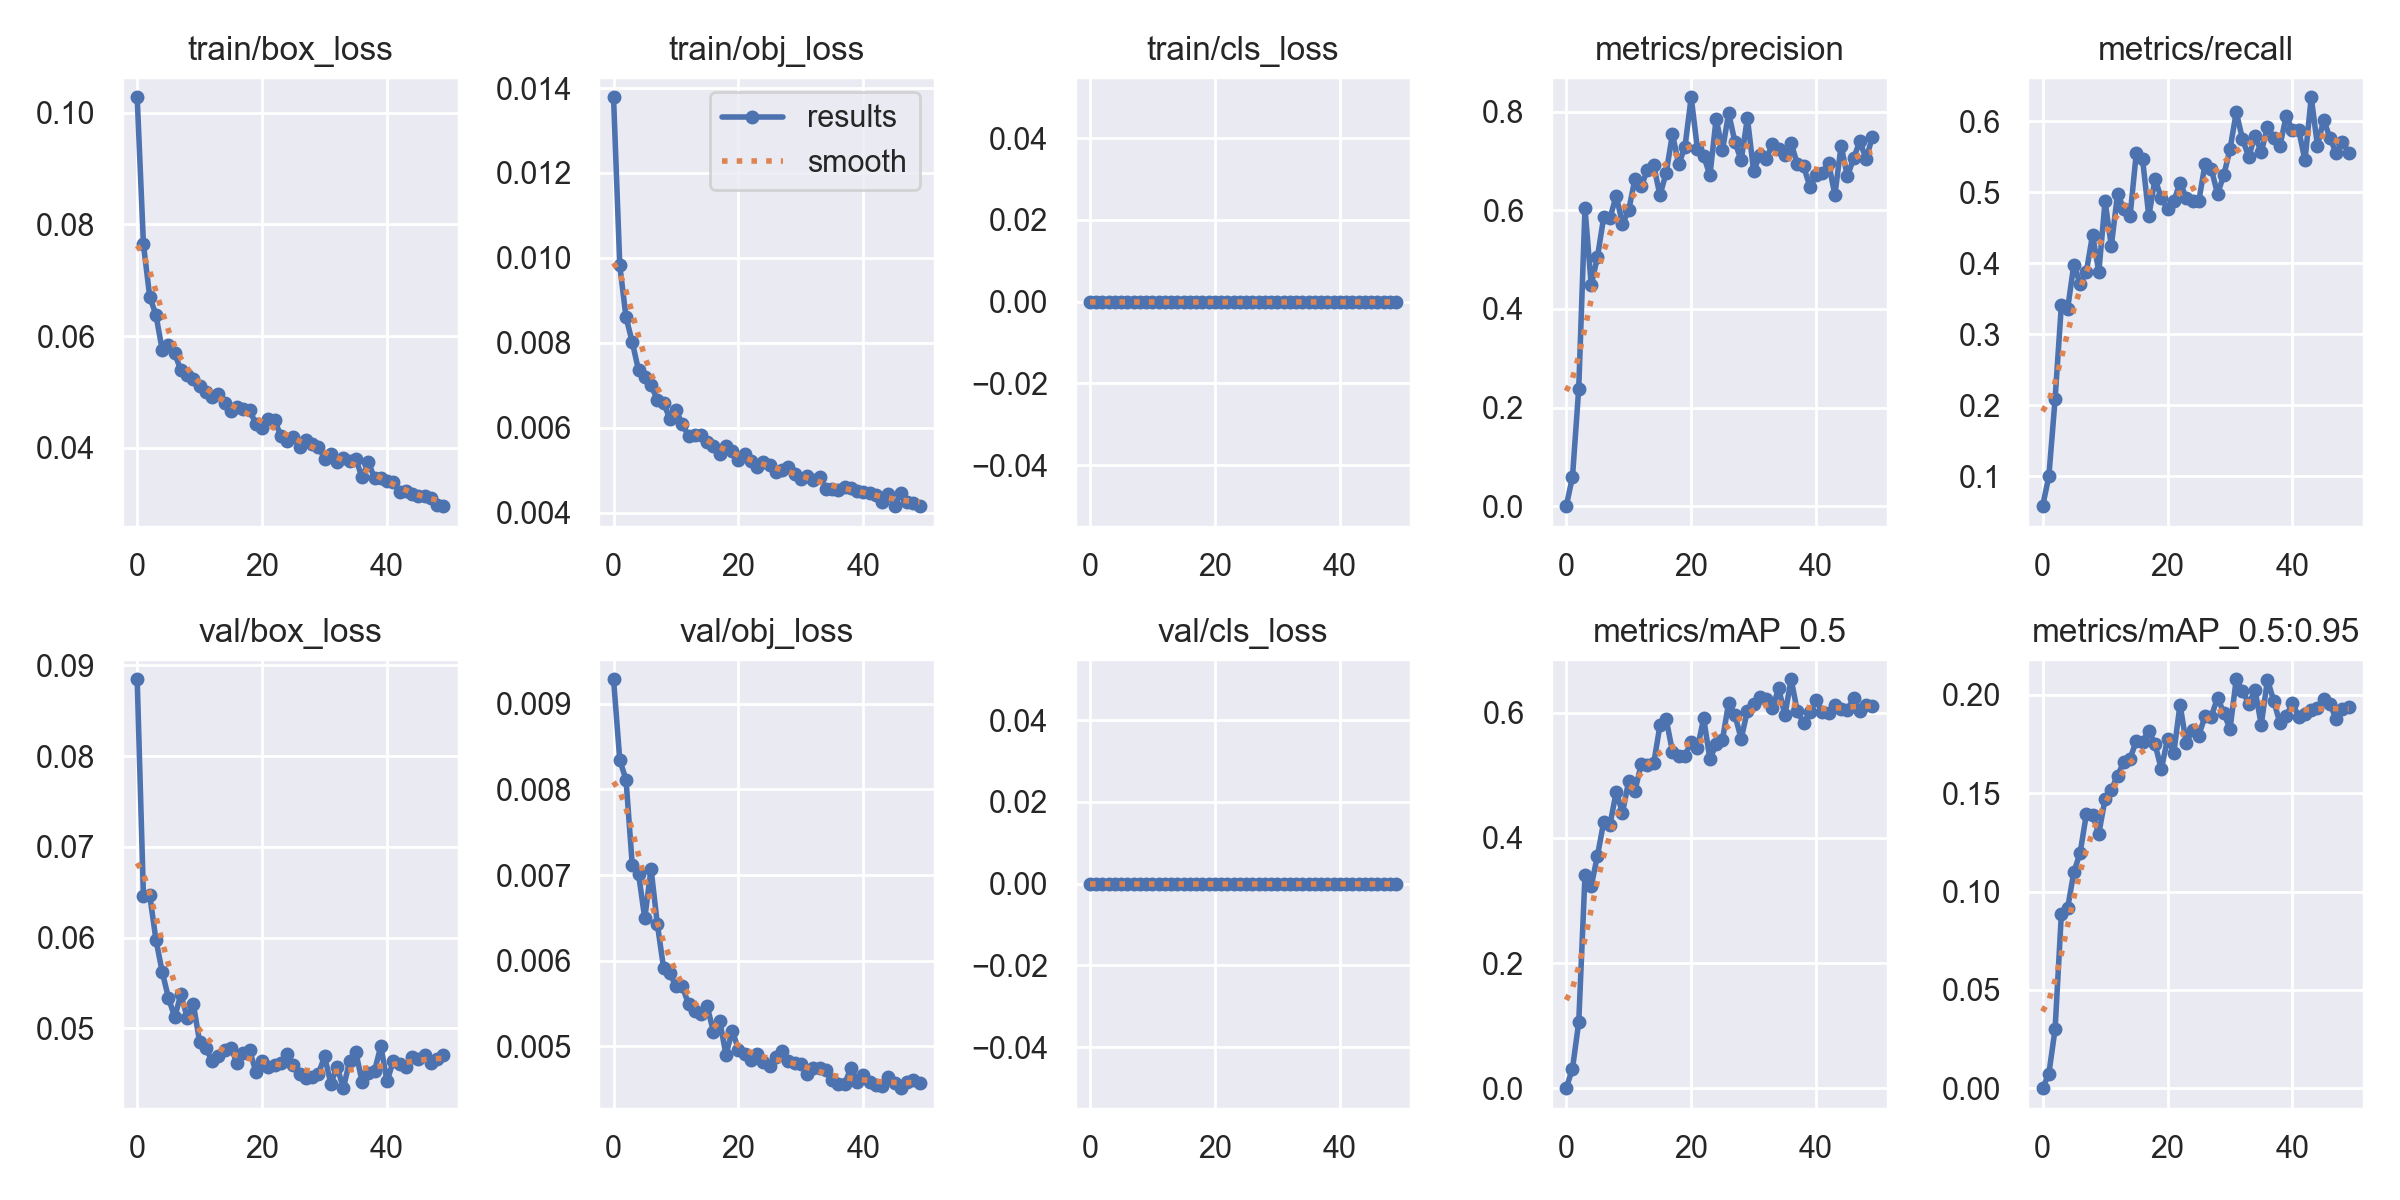 train/box_loss
0.10
0.08
0.06
0.04
0 20 40
train/obj_loss
results
smooth
0.014
0.012
0.010
0.008
0.006
0.004
0 20 40
train/cls_loss
0.04
0.02
0.00
−0.02
−0.04
0 20 40
metrics/precision
0.8
0.6
0.4
0.2
0.0
0 20 40
metrics/recall
0.6
0.5
0.4
0.3
0.2
0.1
0 20 40
val/box_loss
0.09
0.08
0.07
0.06
0.05
0 20 40
val/obj_loss
0.009
0.008
0.007
0.006
0.005
0 20 40
val/cls_loss
0.04
0.02
0.00
−0.02
−0.04
0 20 40
metrics/mAP_0.5
0.6
0.4
0.2
0.0
0 20 40
metrics/mAP_0.5:0.95
0.20
0.15
0.10
0.05
0.00
0 20 40